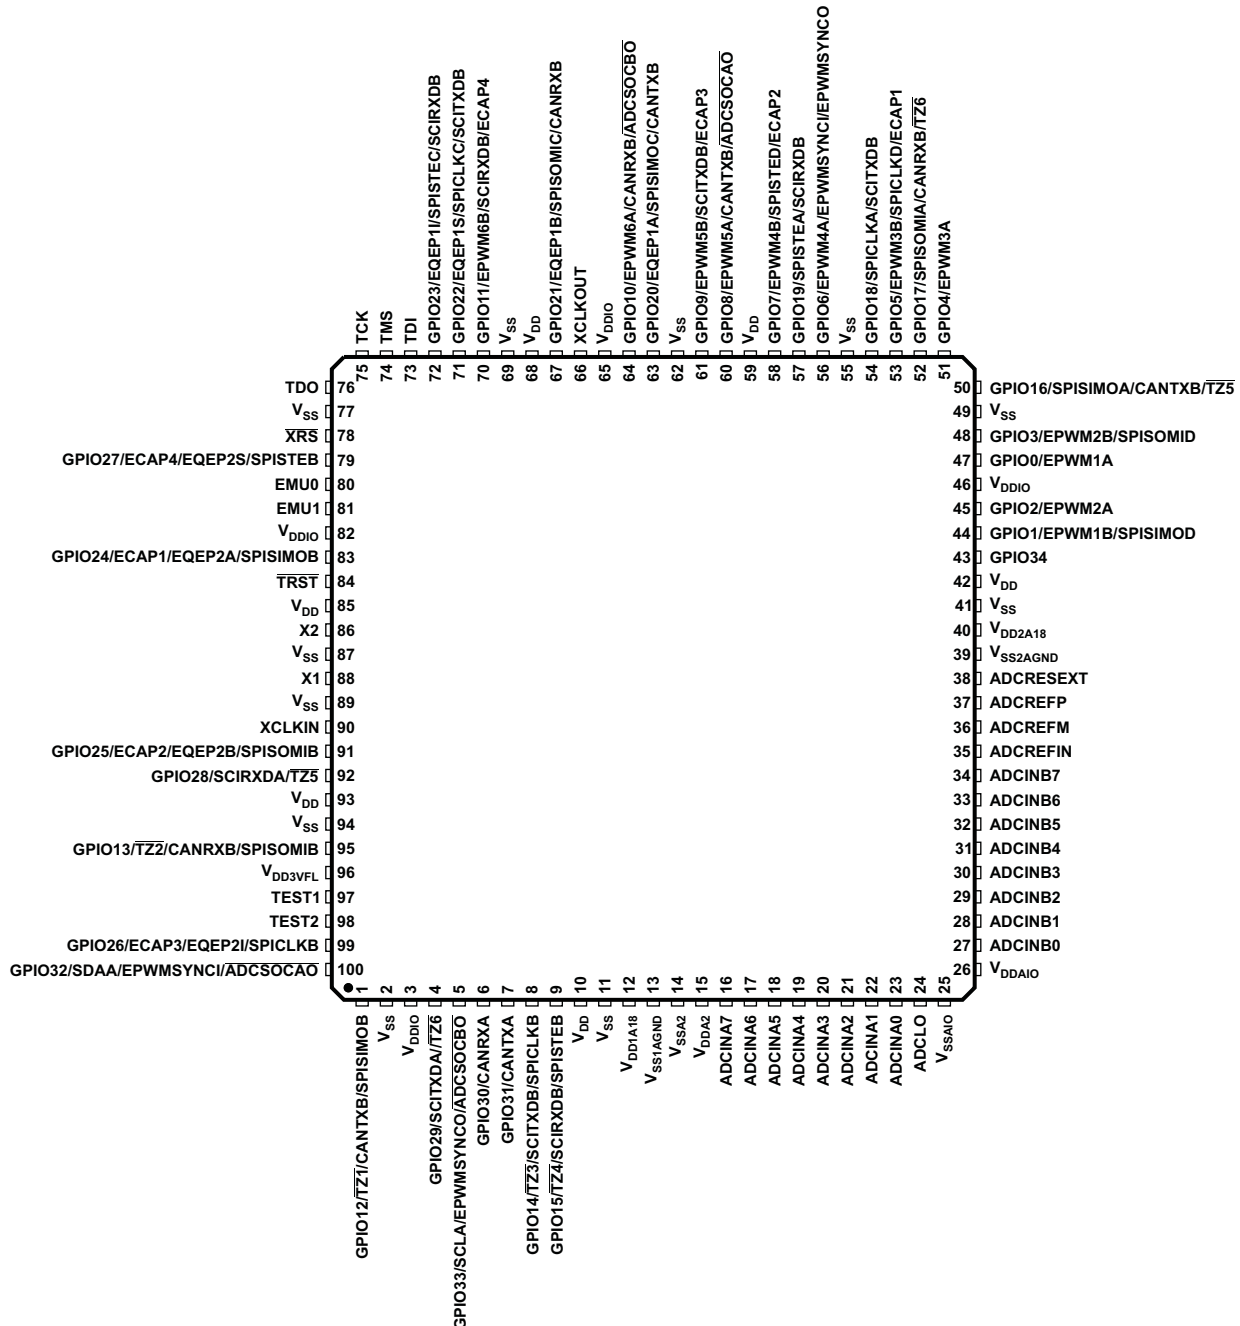 GPIO23/EQEP1I/SPISTEC/SCIRXDB
GPIO22/EQEP1S/SPICLKC/SCITXDB
GPIO11/EPWM6B/SCIRXDB/ECAP4
GPIO21/EQEP1B/SPISOMIC/CANRXB
GPIO10/EPWM6A/CANRXB/ADCSOCBO
GPIO20/EQEP1A/SPISIMOC/CANTXB
GPIO9/EPWM5B/SCITXDB/ECAP3
GPIO8/EPWM5A/CANTXB/ADCSOCAO
GPIO7/EPWM4B/SPISTED/ECAP2
GPIO19/SPISTEA/SCIRXDB
GPIO6/EPWM4A/EPWMSYNCI/EPWMSYNCO
GPIO18/SPICLKA/SCITXDB
GPIO5/EPWM3B/SPICLKD/ECAP1
GPIO17/SPISOMIA/CANRXB/TZ6
GPIO4/EPWM3A
TCK
TMS
TDI
VSS
VDD
XCLKOUT
VDDIO
VSS
VDD
VSS
75 74 73 72 71 70 69 68 67 66 65 64 63 62 61 60 59 58 57 56 55 54 53 52 51
TDO 76
VSS 77
XRS 78
GPIO27/ECAP4/EQEP2S/SPISTEB 79
EMU0 80
EMU1 81
VDDIO 82
GPIO24/ECAP1/EQEP2A/SPISIMOB 83
TRST 84
VDD 85
X2 86
VSS 87
X1 88
VSS 89
XCLKIN 90
GPIO25/ECAP2/EQEP2B/SPISOMIB 91
GPIO28/SCIRXDA/TZ5 92
VDD 93
VSS 94
GPIO13/TZ2/CANRXB/SPISOMIB 95
VDD3VFL 96
TEST1 97
TEST2 98
GPIO26/ECAP3/EQEP2I/SPICLKB 99
GPIO32/SDAA/EPWMSYNCI/ADCSOCAO 100
50 GPIO16/SPISIMOA/CANTXB/TZ5
49 VSS
48 GPIO3/EPWM2B/SPISOMID
47 GPIO0/EPWM1A
46 VDDIO
45 GPIO2/EPWM2A
44 GPIO1/EPWM1B/SPISIMOD
43 GPIO34
42 VDD
41 VSS
40 VDD2A18
39 VSS2AGND
38 ADCRESEXT
37 ADCREFP
36 ADCREFM
35 ADCREFIN
34 ADCINB7
33 ADCINB6
32 ADCINB5
31 ADCINB4
30 ADCINB3
29 ADCINB2
28 ADCINB1
27 ADCINB0
26 VDDAIO
1 2 3 4 5 6 7 8 9 10 11 12 13 14 15 16 17 18 19 20 21 22 23 24 25
GPIO12/TZ1/CANTXB/SPISIMOB
VSS
VDDIO
GPIO29/SCITXDA//TZ6
GPIO33/SCLA/EPWMSYNCO/ADCSOCBO
GPIO30/CANRXA
GPIO31/CANTXA
GPIO14/TZ3/SCITXDB/SPICLKB
GPIO15/TZ4/SCIRXDB/SPISTEB
VDD
VSS
VDD1A18
VSS1AGND
VSSA2
VDDA2
ADCINA7
ADCINA6
ADCINA5
ADCINA4
ADCINA3
ADCINA2
ADCINA1
ADCINA0
ADCLO
VSSAIO